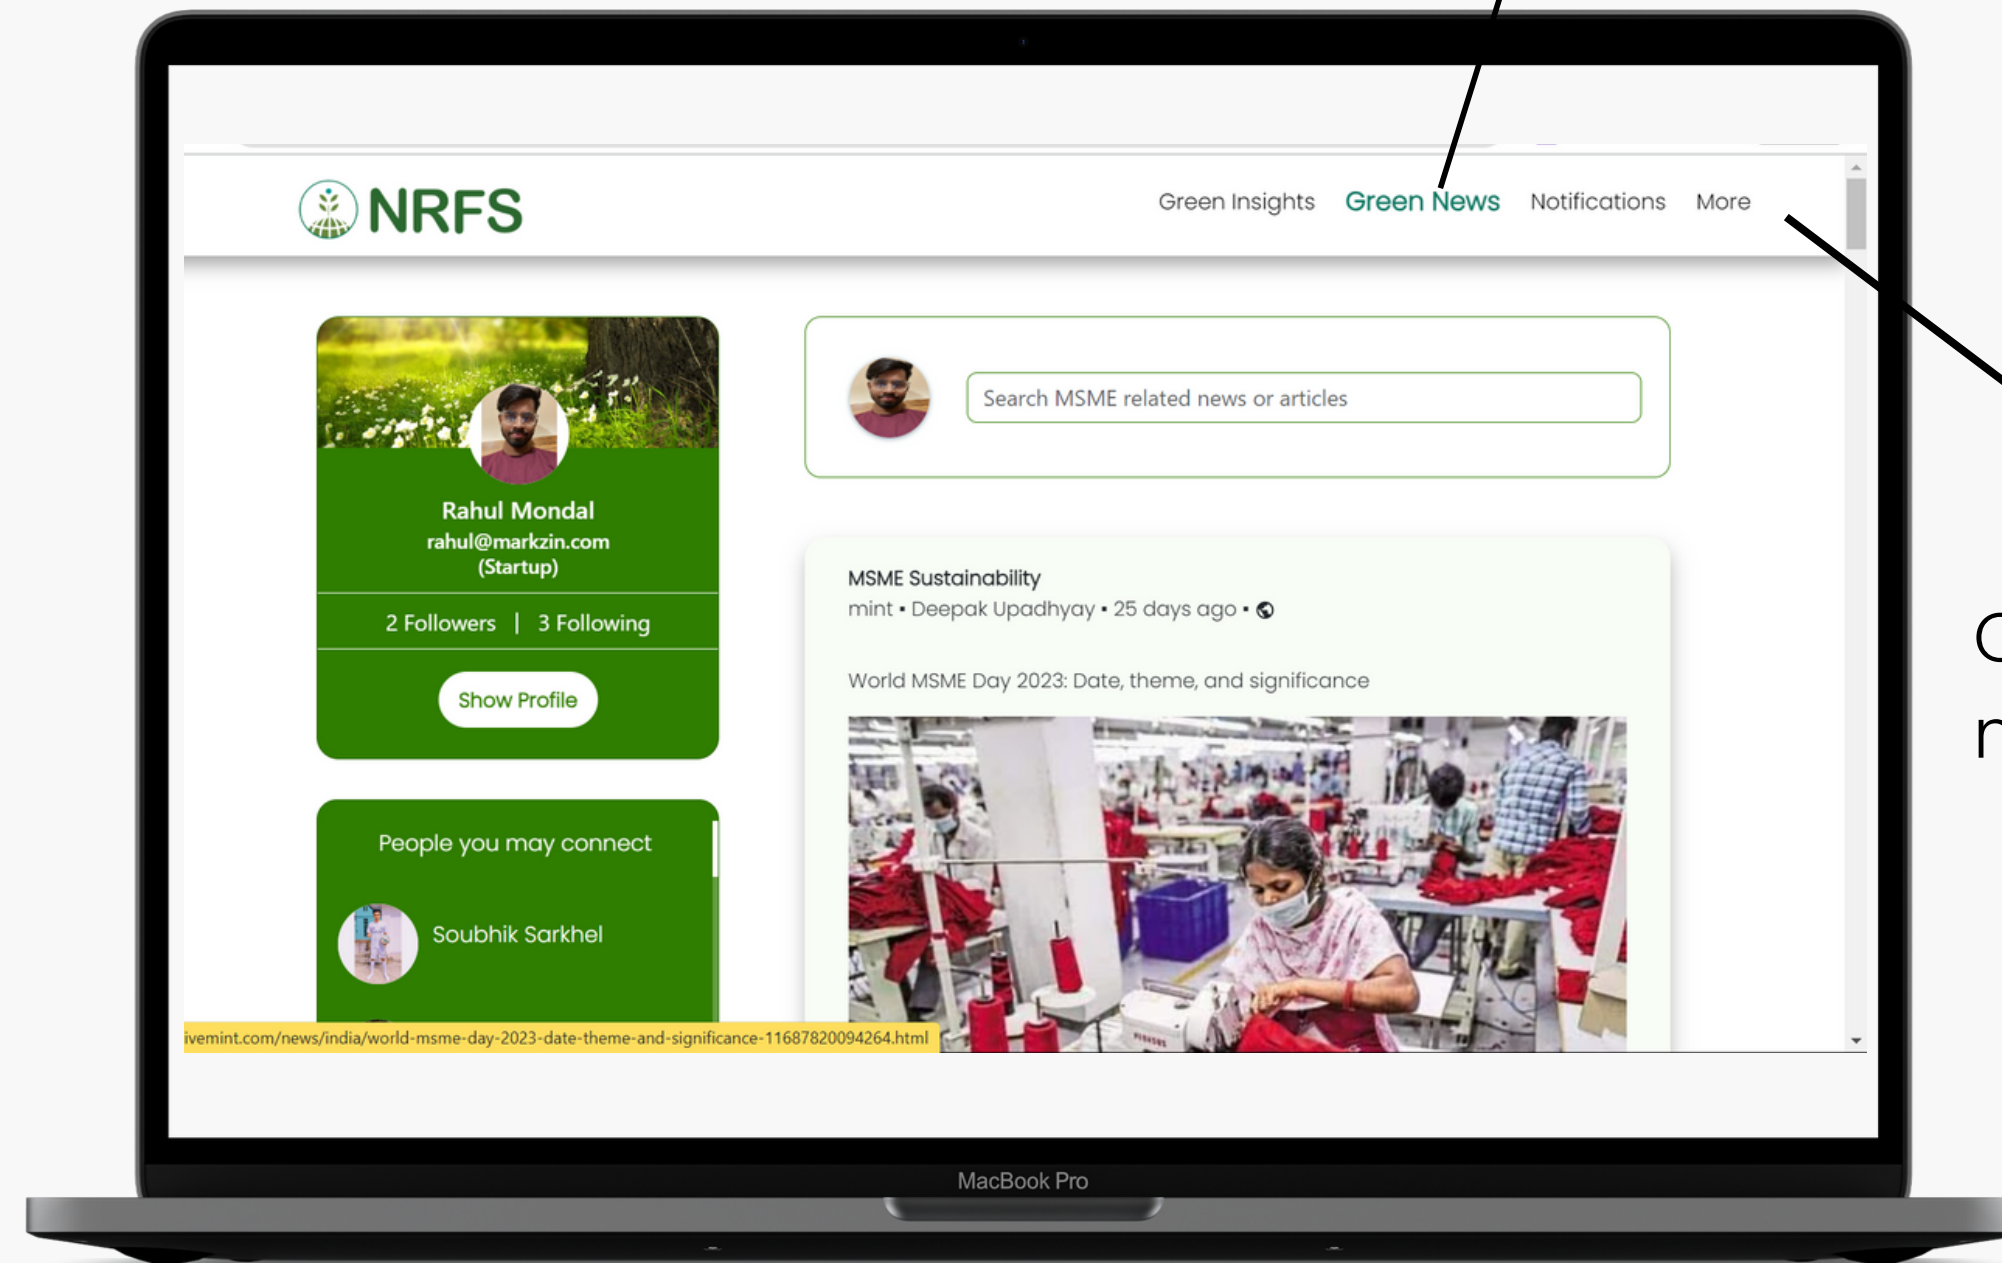 NRFS
Green Insights Green News Notifications More
Rahul Mondal
rahul@markzin.com
(Startup)
2 Followers | 3 Following
Show Profile
People you may connect
Soubhik Sarkhel
Search MSME related news or articles
MSME Sustainability
mint • Deepak Upadhyay • 25 days ago •
World MSME Day 2023: Date, theme, and significance
ivemint.com/news/india/world-msme-day-2023-date-theme-and-significance-11687820094264.html
MacBook Pro